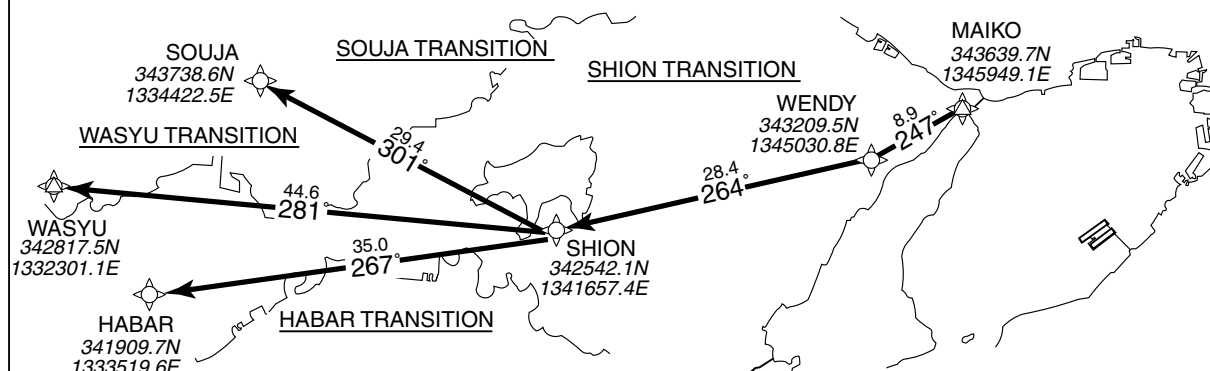 MAIKO
343639.7N
1345949.1E
SOUJA
343738.6N
1334422.5E
SOUJA TRANSITION
SHION TRANSITION
WENDY
343209.5N
1345030.8E
8.9
247°
WASYU TRANSITION
29.4
301°
28.4
264°
44.6
281°
WASYU
342817.5N
1332301.1E
35.0
267°
SHION
342542.1N
1341657.4E
HABAR
341909.7N
1333519.6E
HABAR TRANSITION